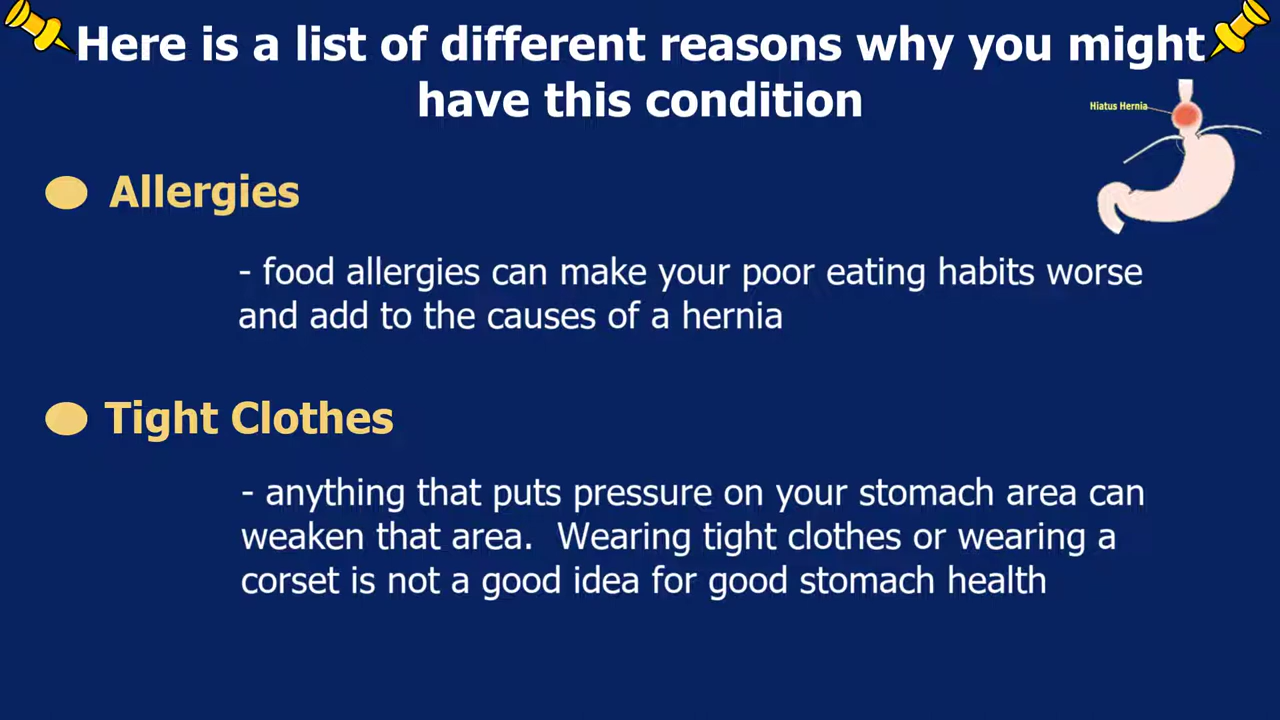 Here is a list of different reasons why you might
have this condition
Hiatus Hernia
Allergies
- food allergies can make your poor eating habits worse
and add to the causes of a hernia
Tight Clothes
- anything that puts pressure on your stomach area can
weaken that area.  Wearing tight clothes or wearing a
corset is not a good idea for good stomach health